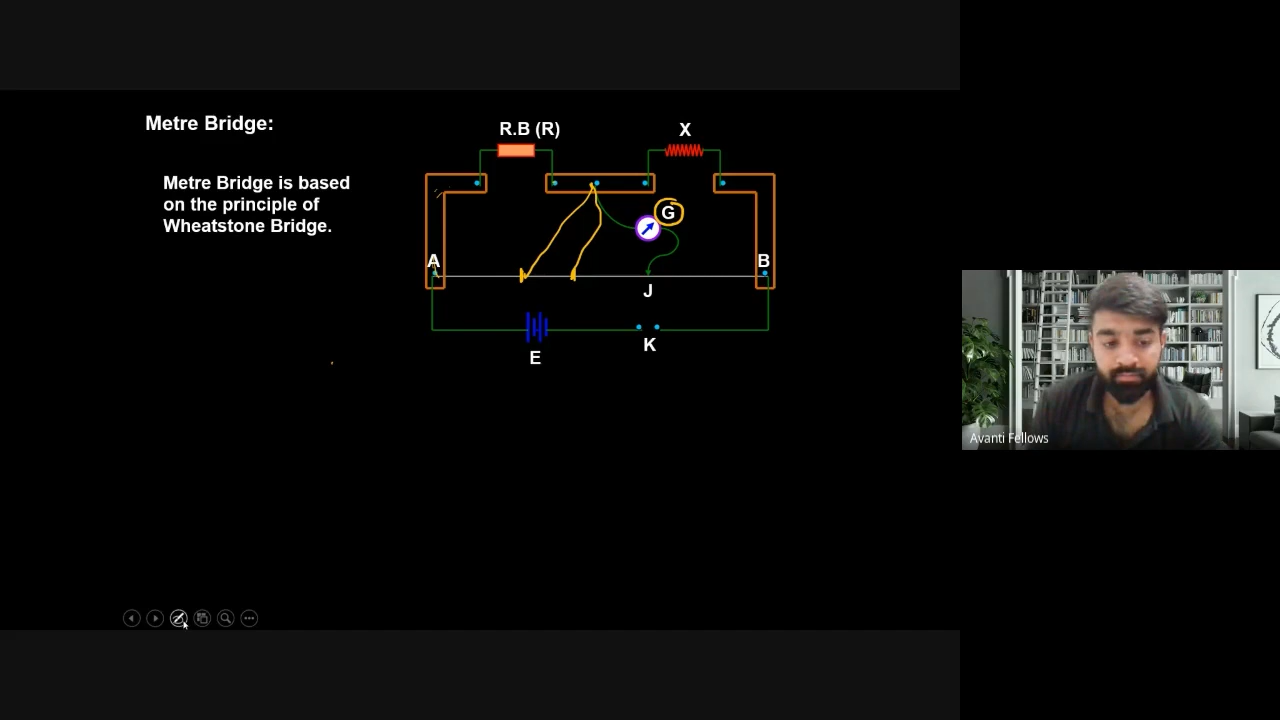 Metre Bridge:
R.B (R)
X
Metre Bridge is based
on the principle of
Wheatstone Bridge.
G
A
B
J
K
E
Avanti Fellows